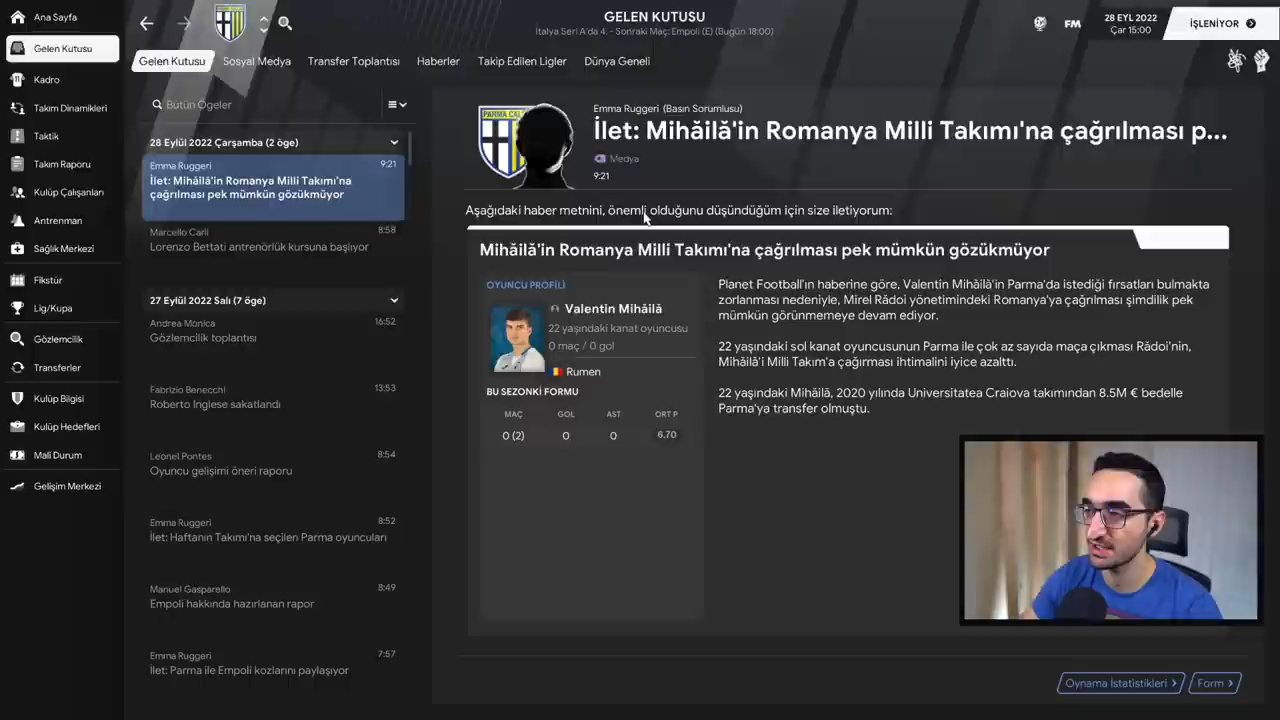 Ana Sayfa
Gelen Kutusu
Kadro
Takım Dinamikleri
Taktik
Takım Raporu
Kulüp Çalışanları
Antrenman
Sağlık Merkezi
Fikstür
Lig/Kupa
Gözlemcilik
Transferler
Kulüp Bilgisi
Kulüp Hedefleri
Mali Durum
Gelişim Merkezi
GELEN KUTUSU
İtalya Seri A'da 4. - Sonraki Maç: Empoli (E) (Bugün 18:00)
FM
28 EYL 2022
Çar 15:00
İŞLENİYOR
Gelen Kutusu
Sosyal Medya
Transfer Toplantısı
Haberler
Takip Edilen Ligler
Dünya Geneli
Bütün Ögeler
28 Eylül 2022 Çarşamba (2 öge)
Emma Ruggeri 9:21
İlet: Mihăilă'in Romanya Milli Takımı'na
çağrılması pek mümkün gözükmüyor
Marcello Carli 8:58
Lorenzo Bettati antrenörlük kursuna başlıyor
27 Eylül 2022 Salı (7 öge)
Andrea Monica 16:52
Gözlemcilik toplantısı
Fabrizio Benecchi 13:53
Roberto Inglese sakatlandı
Leonel Pontes 8:54
Oyuncu gelişimi öneri raporu
Emma Ruggeri 8:52
İlet: Haftanın Takımı'na seçilen Parma oyuncuları
Manuel Gasparello 8:49
Empoli hakkında hazırlanan rapor
Emma Ruggeri 7:57
İlet: Parma ile Empoli kozlarını paylaşıyor
PARMA CALCIO
Emma Ruggeri (Basın Sorumlusu)
İlet: Mihăilă'in Romanya Milli Takımı'na çağrılması p...
Medya
9:21
Aşağıdaki haber metnini, önemli olduğunu düşündüğüm için size iletiyorum:
Mihăilă'in Romanya Milli Takımı'na çağrılması pek mümkün gözükmüyor
OYUNCU PROFİLİ
Valentin Mihăilă
22 yaşındaki kanat oyuncusu
0 maç / 0 gol
Rumen
BU SEZONKİ FORMU
MAÇ GOL AST ORT P
0 (2) 0 0 6.70
Planet Football'ın haberine göre, Valentin Mihăilă'in Parma'da istediği fırsatları bulmakta
zorlanması nedeniyle, Mirel Rădoi yönetimindeki Romanya'ya çağrılması şimdilik pek
mümkün görünmemeye devam ediyor.
22 yaşındaki sol kanat oyuncusunun Parma ile çok az sayıda maça çıkması Rădoi'nin,
Mihăilă'i Milli Takım'a çağırması ihtimalini iyice azalttı.
22 yaşındaki Mihăilă, 2020 yılında Universitatea Craiova takımından 8.5M € bedelle
Parma'ya transfer olmuştu.
Oynama İstatistikleri
Form